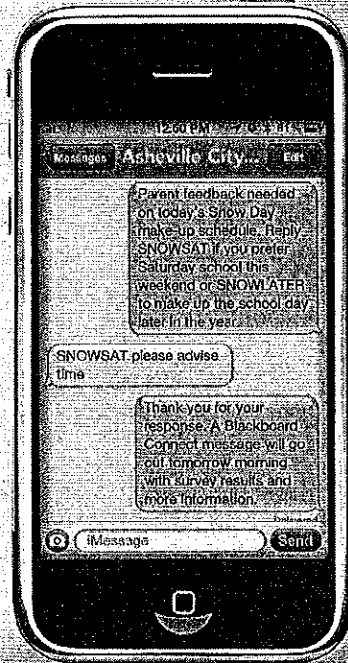 12:50 PM
Messages Asheville City... Edit
Parent feedback needed
on today's Snow Day
make-up schedule. Reply
SNOWSAT if you prefer
Saturday school this
weekend or SNOWLATER
to make up the school day
later in the year.
SNOWSAT please advise
time
Thank you for your
response. A Blackboard
Connect message will go
out tomorrow morning
with survey results and
more information.
Delivered
iMessage Send